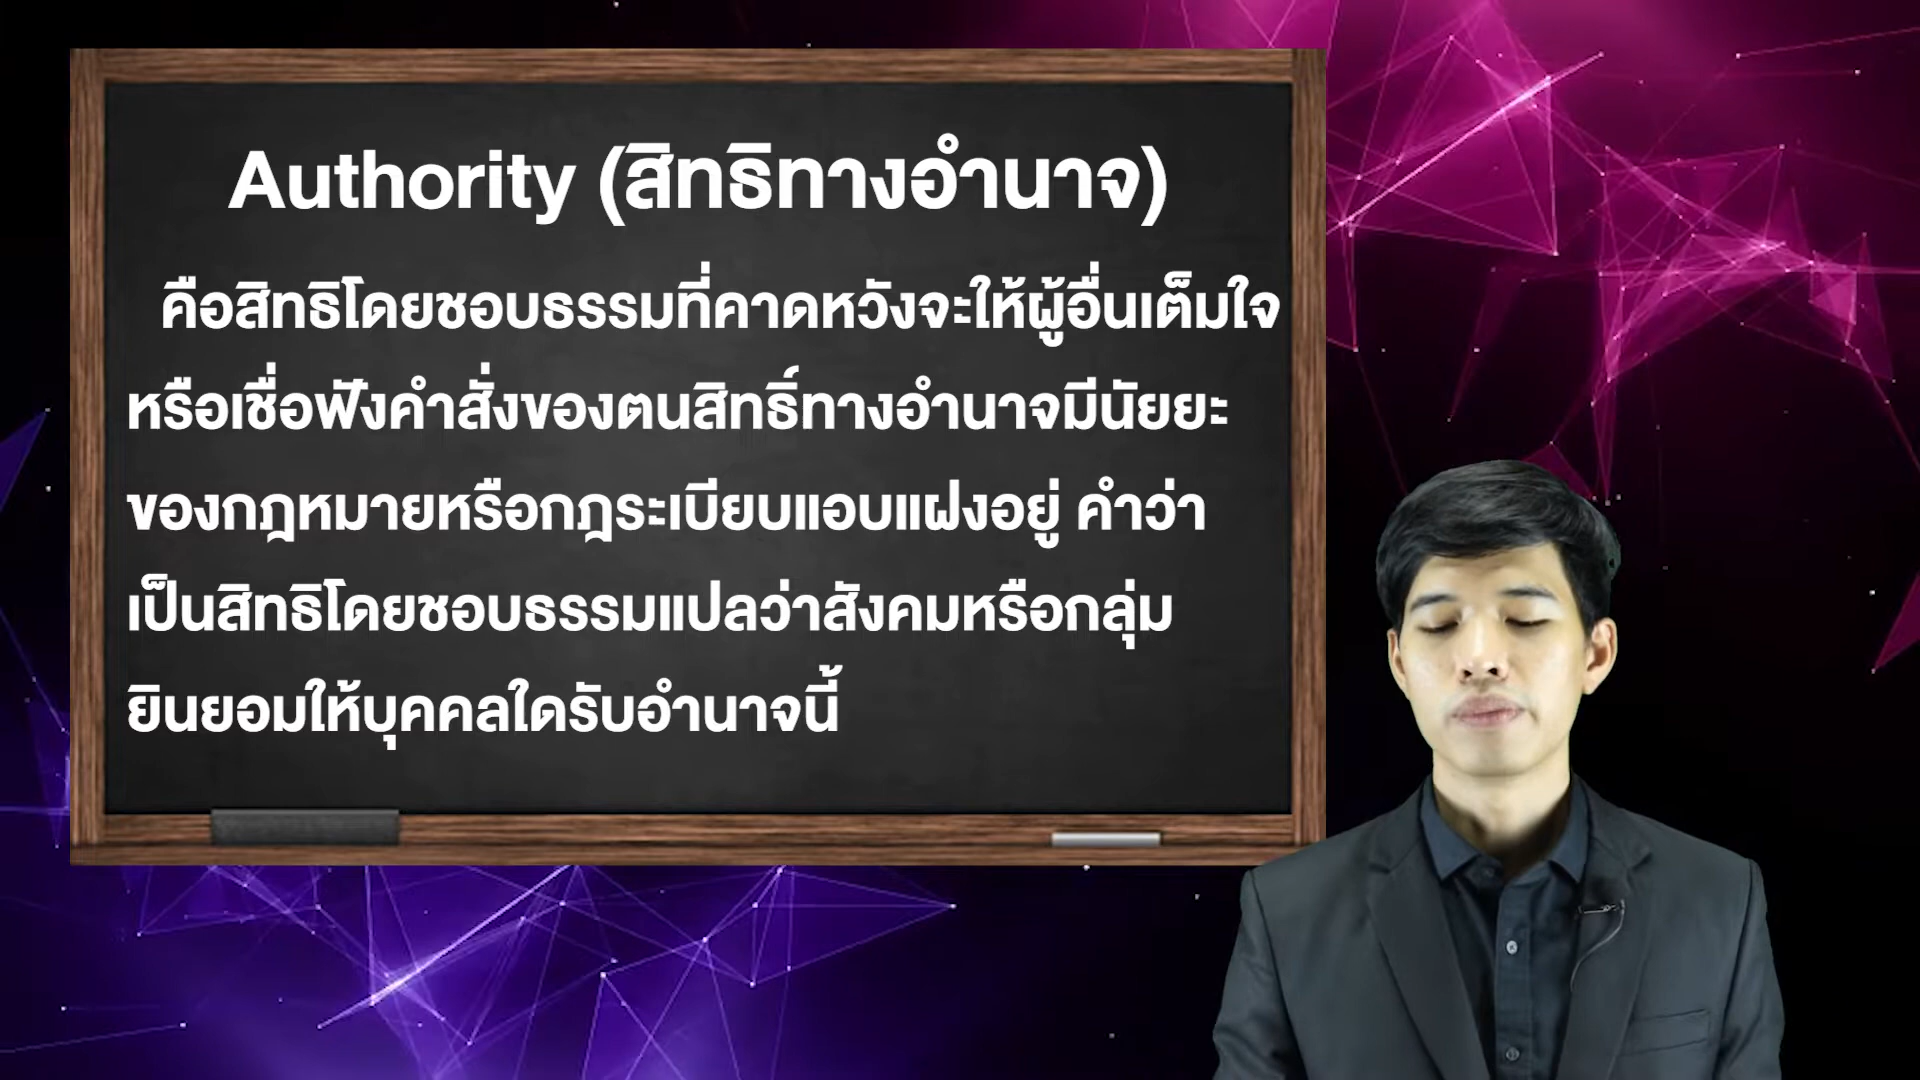 Authority (สิทธิทางอำนาจ)
คือสิทธิโดยชอบธรรมที่คาดหวังจะให้ผู้อื่นเต็มใจ
หรือเชื่อฟังคำสั่งของตนสิทธิ์ทางอำนาจมีนัยยะ
ของกฎหมายหรือกฎระเบียบแอบแฝงอยู่ คำว่า
เป็นสิทธิโดยชอบธรรมแปลว่าสังคมหรือกลุ่ม
ยินยอมให้บุคคลใดรับอำนาจนี้